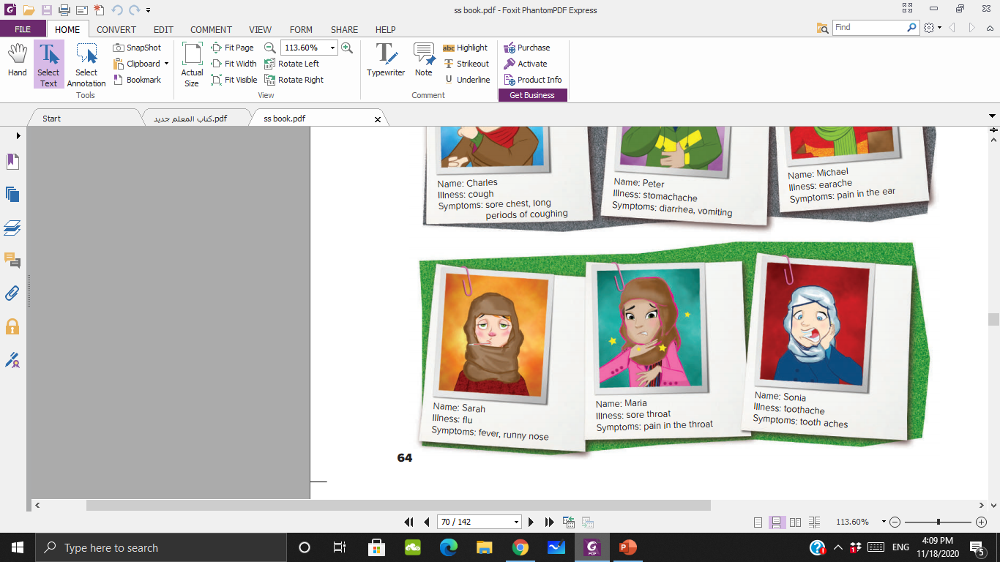 ss book.pdf - Foxit PhantomPDF Express
FILE HOME CONVERT EDIT COMMENT VIEW FORM SHARE HELP
Find
Hand
Select Text
Select Annotation
SnapShot
Clipboard
Bookmark
Tools
Actual Size
Fit Page
Fit Width
Fit Visible
113.60%
Rotate Left
Rotate Right
View
Typewriter
Note
abc Highlight
T Strikeout
U Underline
Comment
Purchase
Activate
Product Info
Get Business
Start
كتاب المعلم جديد.pdf
ss book.pdf
Name: Charles
Illness: cough
Symptoms: sore chest, long
periods of coughing
Name: Peter
Illness: stomachache
Symptoms: diarrhea, vomiting
Name: Michael
Illness: earache
Symptoms: pain in the ear
Name: Sarah
Illness: flu
Symptoms: fever, runny nose
Name: Maria
Illness: sore throat
Symptoms: pain in the throat
Name: Sonia
Illness: toothache
Symptoms: tooth aches
64
70 / 142
113.60%
Type here to search
ENG
4:09 PM
11/18/2020
5